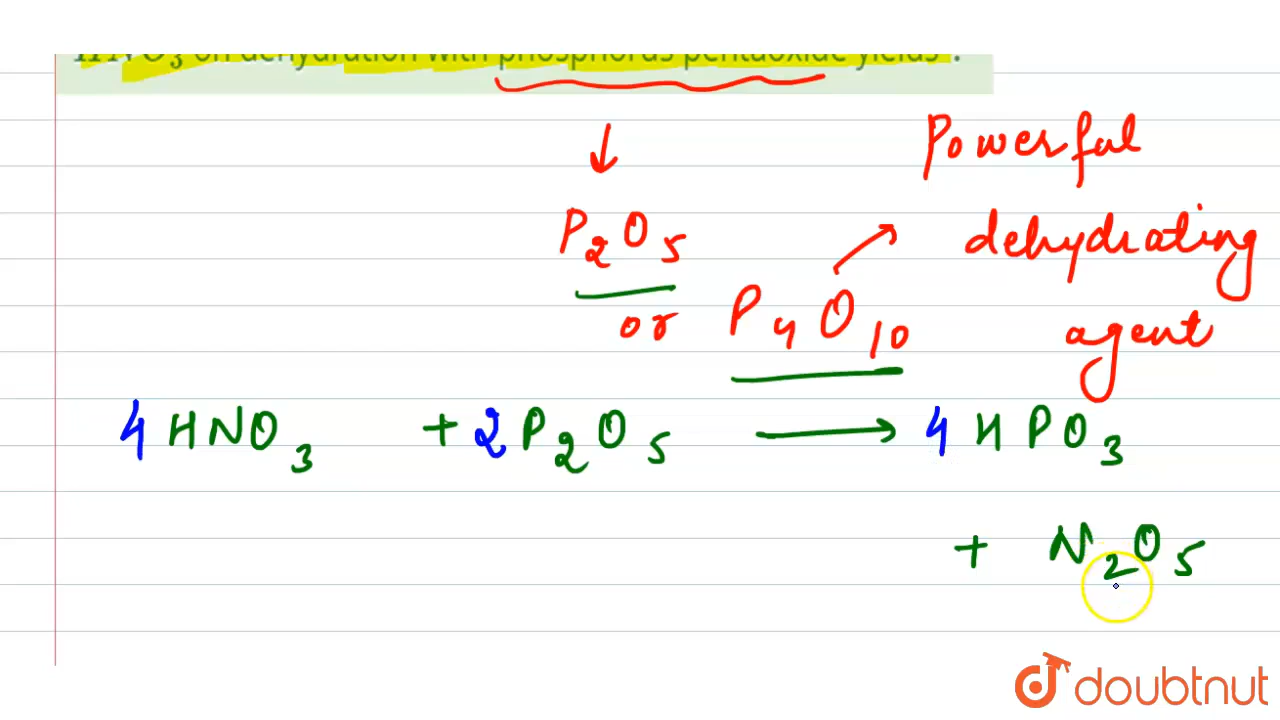 HNO3 on dehydration with phosphorus pentaoxide yields .
Powerful
dehydrating
agent
P2O5
or P4O10
4HNO3 + 2P2O5 → 4HPO3
+ N2O5
doubtnut